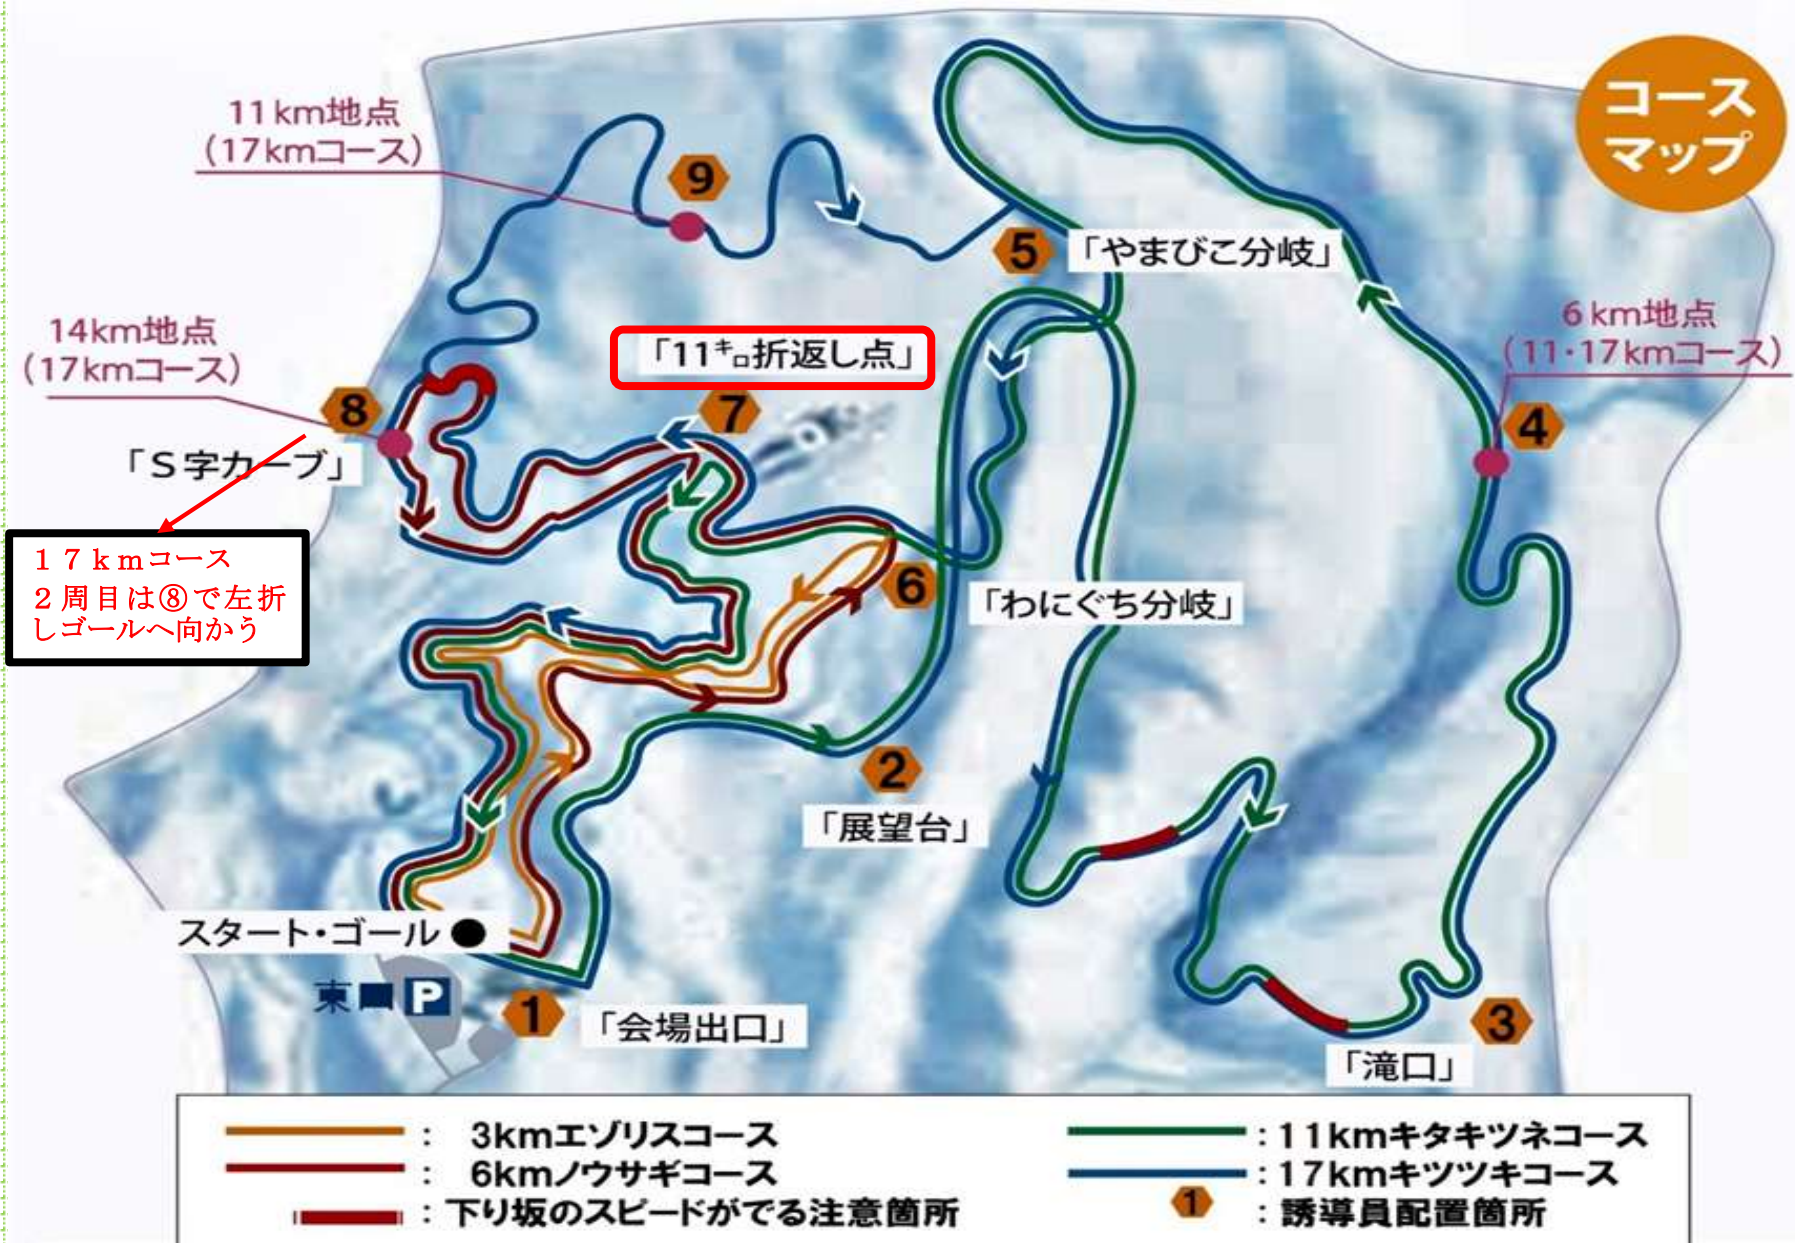 コース
マップ
11km地点
(17kmコース)
9
5
「やまびこ分岐」
14km地点
(17kmコース)
「11㌔折返し点」
6km地点
(11・17kmコース)
8
7
4
「S字カーブ」
17kmコース
2周目は⑧で左折
しゴールへ向かう
6
「わにぐち分岐」
2
「展望台」
スタート・ゴール
東口
P
1
「会場出口」
3
「滝口」
: 3kmエゾリスコース
: 11kmキタキツネコース
: 6kmノウサギコース
: 17kmキツツキコース
: 下り坂のスピードがでる注意箇所
1 : 誘導員配置箇所